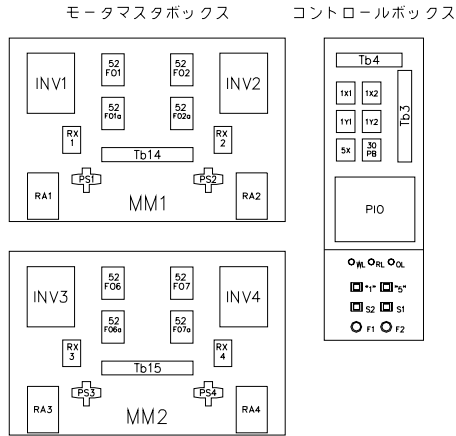 モータマスタボックス
コントロールボックス
INV1
52
F01
52
F02
INV2
52
F01a
52
F02a
RX
1
RX
2
Tb14
PS1
PS2
RA1
MM1
RA2
INV3
52
F06
52
F07
INV4
52
F06a
52
F07a
RX
3
RX
4
Tb15
PS3
PS4
RA3
MM2
RA4
Tb4
Tb3
1X1
1X2
1Y1
1Y2
5X
30
PB
PIO
WL
RL
OL
"1"
"5"
S2
S1
F1
F2